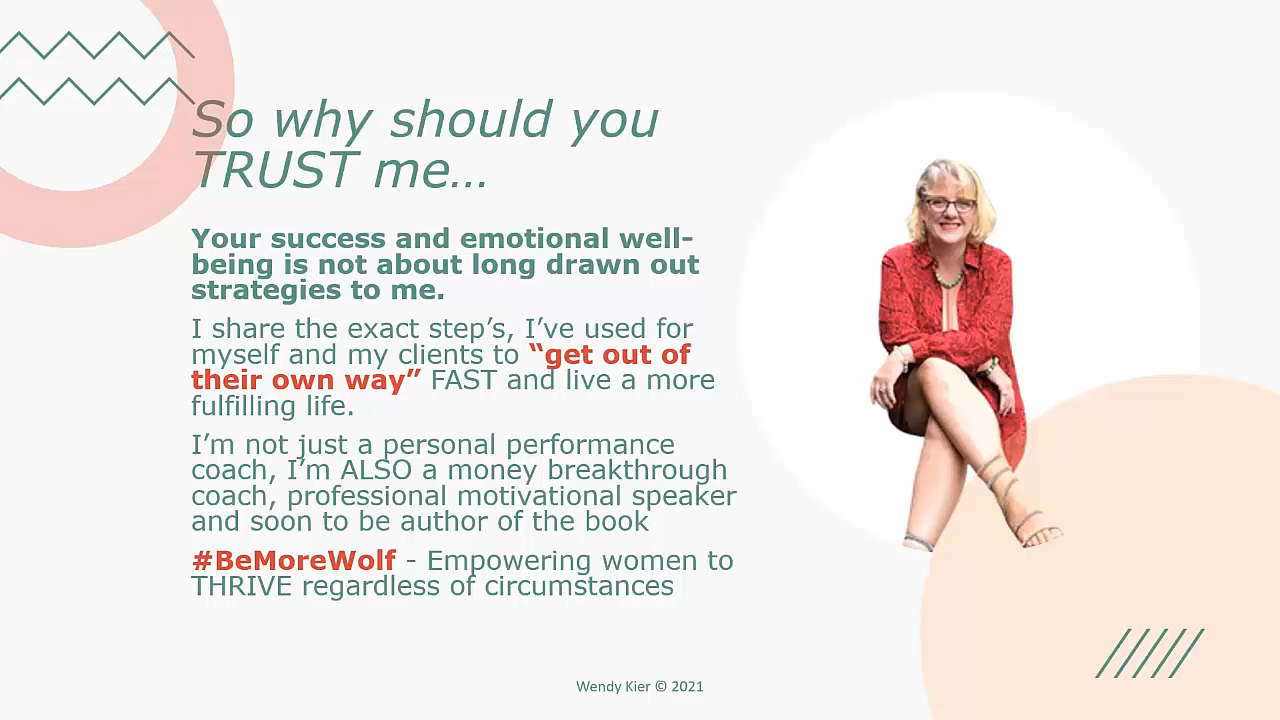 So why should you
TRUST me…
Your success and emotional well-
being is not about long drawn out
strategies to me.
I share the exact step’s, I’ve used for
myself and my clients to “get out of
their own way” FAST and live a more
fulfilling life.
I’m not just a personal performance
coach, I’m ALSO a money breakthrough
coach, professional motivational speaker
and soon to be author of the book
#BeMoreWolf - Empowering women to
THRIVE regardless of circumstances
Wendy Kier © 2021